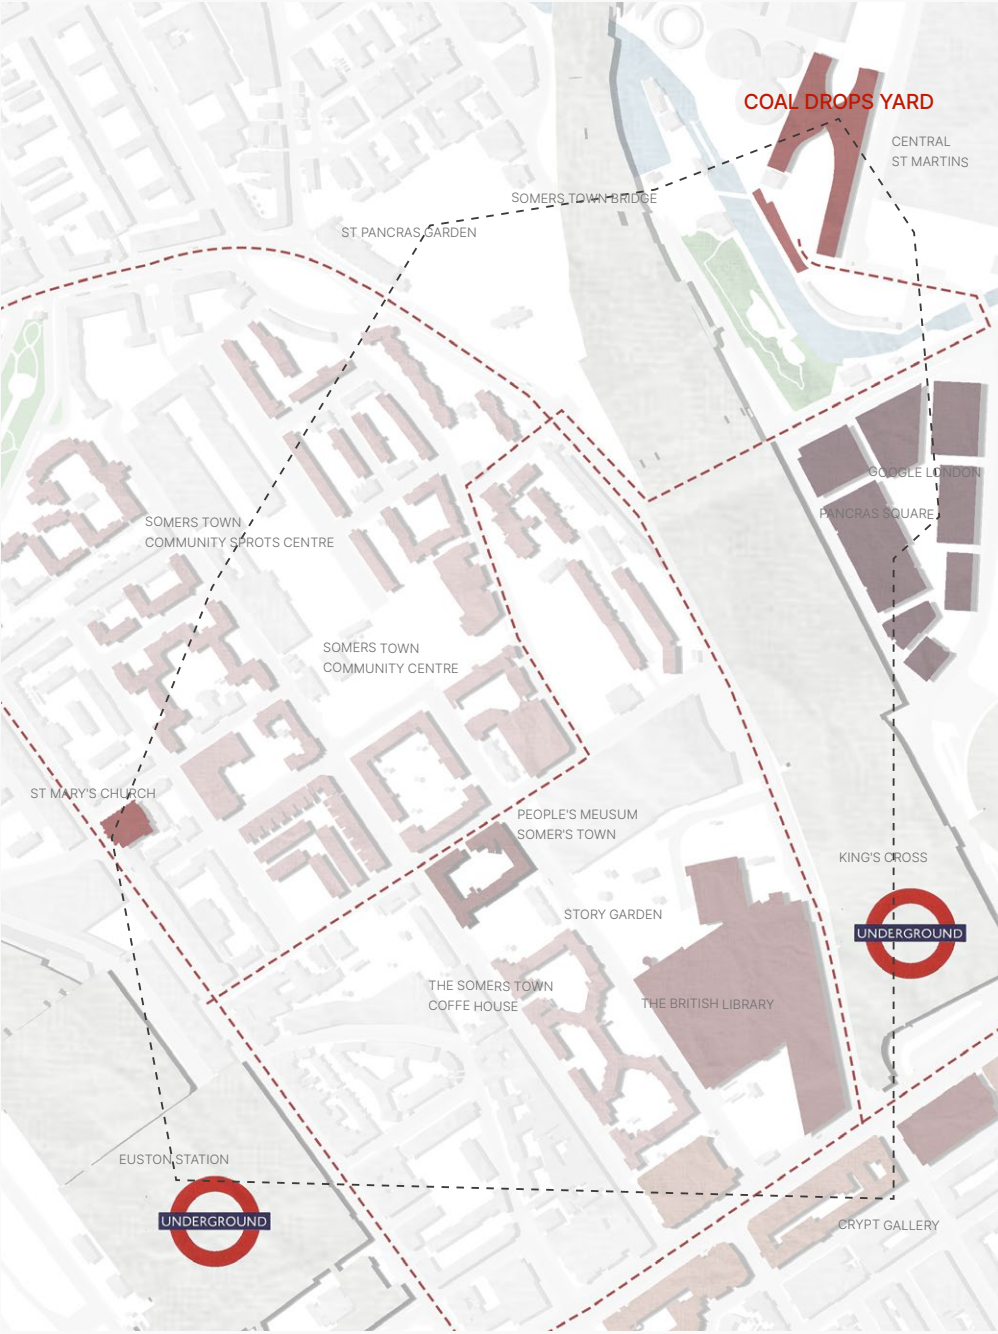 COAL DROPS YARD
CENTRAL
ST MARTINS
SOMERS TOWN BRIDGE
ST PANCRAS GARDEN
GOOGLE LONDON
PANCRAS SQUARE
SOMERS TOWN
COMMUNITY SPROTS CENTRE
SOMERS TOWN
COMMUNITY CENTRE
ST MARY'S CHURCH
PEOPLE'S MEUSUM
SOMER'S TOWN
KING'S CROSS
STORY GARDEN
UNDERGROUND
THE SOMERS TOWN
COFFE HOUSE
THE BRITISH LIBRARY
EUSTON STATION
UNDERGROUND
CRYPT GALLERY